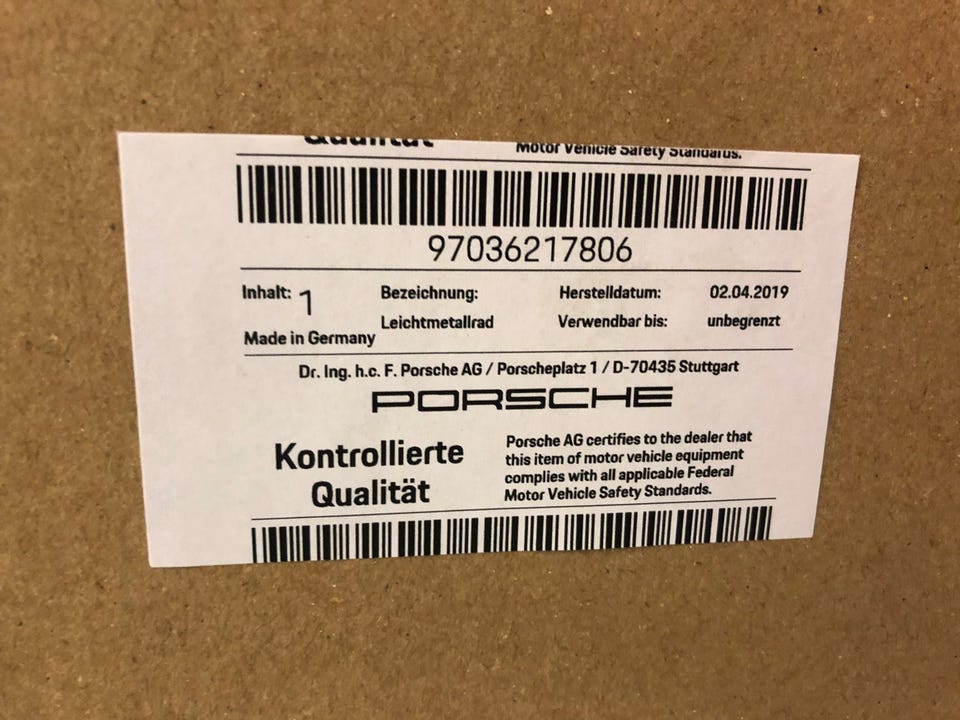 Qualität
Motor Vehicle Safety Standards.
97036217806
Inhalt: 1
Made in Germany
Bezeichnung:
Leichtmetallrad
Herstelldatum: 02.04.2019
Verwendbar bis: unbegrenzt
Dr. Ing. h.c. F. Porsche AG / Porscheplatz 1 / D-70435 Stuttgart
PORSCHE
Kontrollierte
Qualität
Porsche AG certifies to the dealer that
this item of motor vehicle equipment
complies with all applicable Federal
Motor Vehicle Safety Standards.